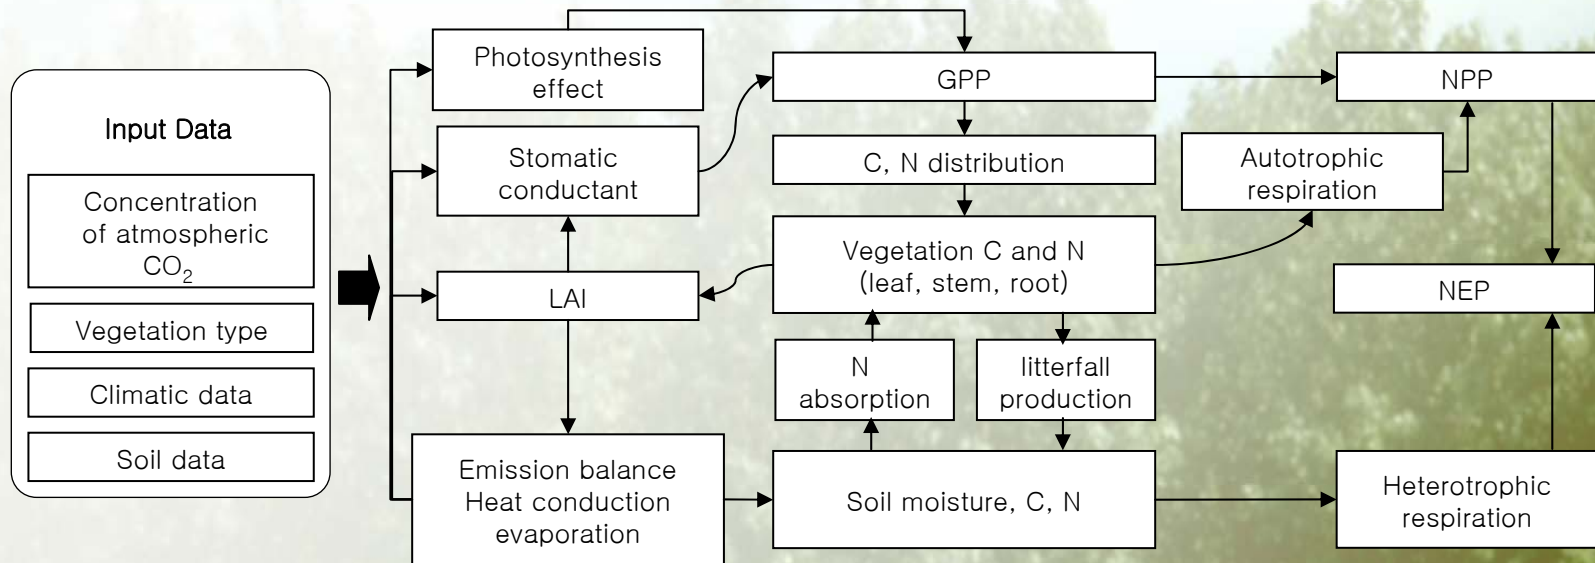 Input Data
Concentration
of atmospheric
CO₂
Vegetation type
Climatic data
Soil data
Photosynthesis
effect
Stomatic
conductant
LAI
Emission balance
Heat conduction
evaporation
GPP
C, N distribution
Vegetation C and N
(leaf, stem, root)
N
absorption
litterfall
production
Soil moisture, C, N
NPP
Autotrophic
respiration
NEP
Heterotrophic
respiration